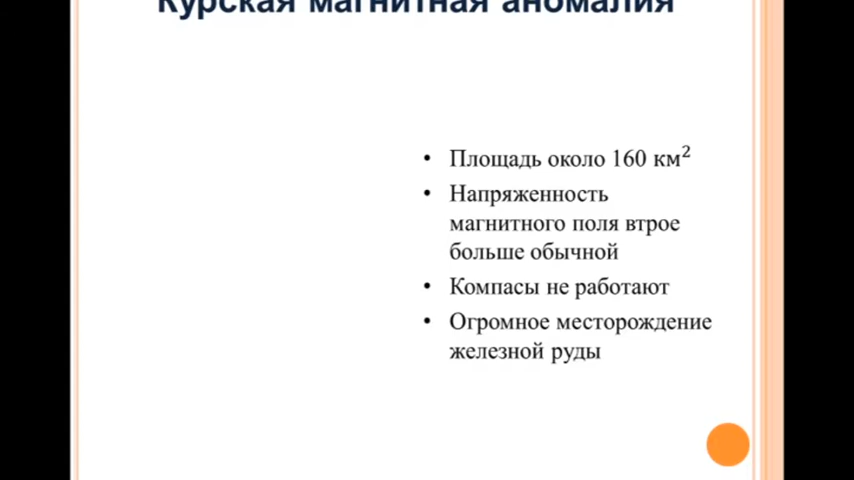 Курская магнитная аномалия
• Площадь около 160 км²
• Напряженность
магнитного поля втрое
больше обычной
• Компасы не работают
• Огромное месторождение
железной руды